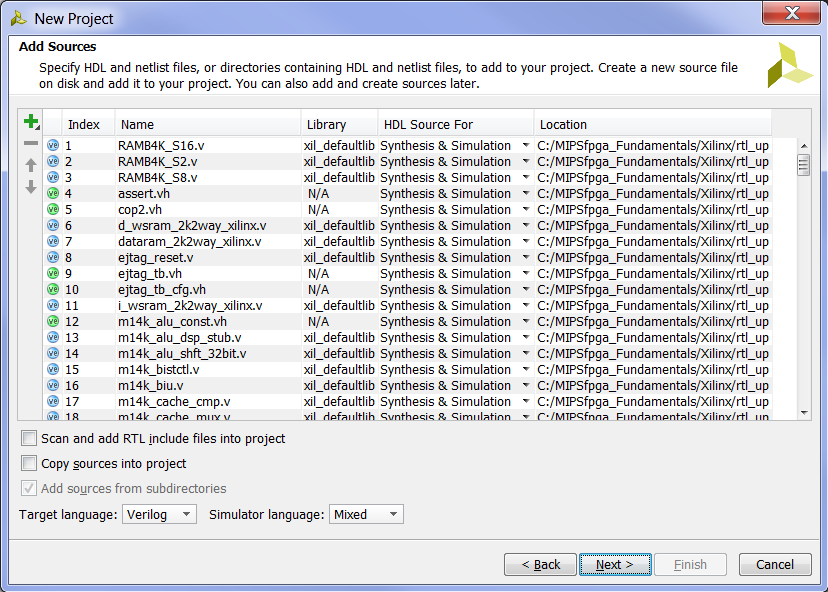 New Project
Add Sources
Specify HDL and netlist files, or directories containing HDL and netlist files, to add to your project. Create a new source file
on disk and add it to your project. You can also add and create sources later.
Index Name Library HDL Source For Location
1 RAMB4K_S16.v xil_defaultlib Synthesis & Simulation C:/MIPSfpga_Fundamentals/Xilinx/rtl_up
2 RAMB4K_S2.v xil_defaultlib Synthesis & Simulation C:/MIPSfpga_Fundamentals/Xilinx/rtl_up
3 RAMB4K_S8.v xil_defaultlib Synthesis & Simulation C:/MIPSfpga_Fundamentals/Xilinx/rtl_up
4 assert.vh N/A Synthesis & Simulation C:/MIPSfpga_Fundamentals/Xilinx/rtl_up
5 cop2.vh N/A Synthesis & Simulation C:/MIPSfpga_Fundamentals/Xilinx/rtl_up
6 d_wsram_2k2way_xilinx.v xil_defaultlib Synthesis & Simulation C:/MIPSfpga_Fundamentals/Xilinx/rtl_up
7 dataram_2k2way_xilinx.v xil_defaultlib Synthesis & Simulation C:/MIPSfpga_Fundamentals/Xilinx/rtl_up
8 ejtag_reset.v xil_defaultlib Synthesis & Simulation C:/MIPSfpga_Fundamentals/Xilinx/rtl_up
9 ejtag_tb.vh N/A Synthesis & Simulation C:/MIPSfpga_Fundamentals/Xilinx/rtl_up
10 ejtag_tb_cfg.vh N/A Synthesis & Simulation C:/MIPSfpga_Fundamentals/Xilinx/rtl_up
11 i_wsram_2k2way_xilinx.v xil_defaultlib Synthesis & Simulation C:/MIPSfpga_Fundamentals/Xilinx/rtl_up
12 m14k_alu_const.vh N/A Synthesis & Simulation C:/MIPSfpga_Fundamentals/Xilinx/rtl_up
13 m14k_alu_dsp_stub.v xil_defaultlib Synthesis & Simulation C:/MIPSfpga_Fundamentals/Xilinx/rtl_up
14 m14k_alu_shft_32bit.v xil_defaultlib Synthesis & Simulation C:/MIPSfpga_Fundamentals/Xilinx/rtl_up
15 m14k_bistctl.v xil_defaultlib Synthesis & Simulation C:/MIPSfpga_Fundamentals/Xilinx/rtl_up
16 m14k_biu.v xil_defaultlib Synthesis & Simulation C:/MIPSfpga_Fundamentals/Xilinx/rtl_up
17 m14k_cache_cmp.v xil_defaultlib Synthesis & Simulation C:/MIPSfpga_Fundamentals/Xilinx/rtl_up
18 m14k_cache_mux.v xil_defaultlib Synthesis & Simulation C:/MIPSfpga_Fundamentals/Xilinx/rtl_up
Scan and add RTL include files into project
Copy sources into project
Add sources from subdirectories
Target language: Verilog Simulator language: Mixed
< Back Next > Finish Cancel